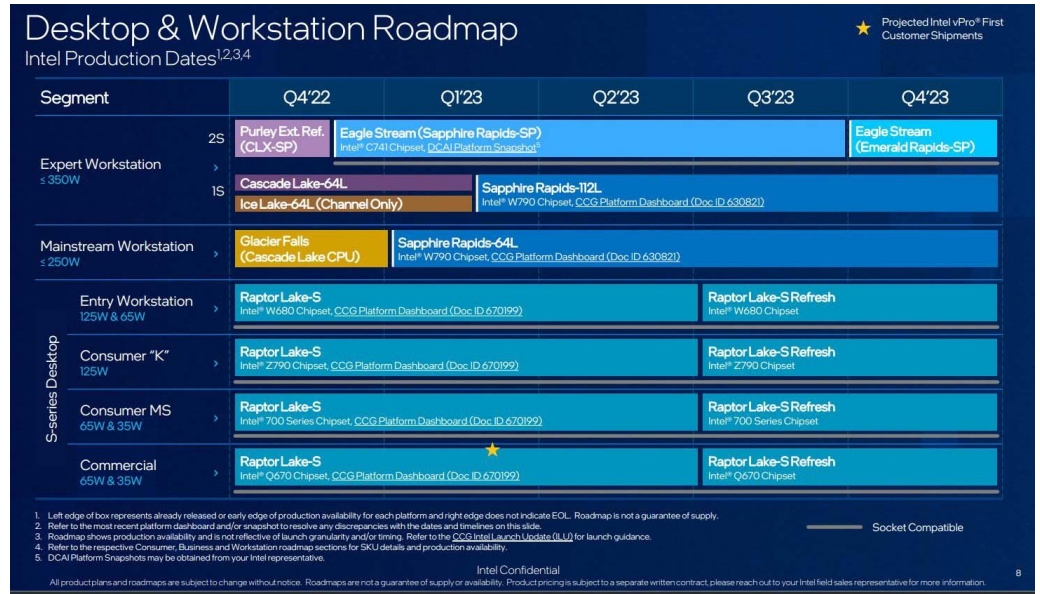 Desktop & Workstation Roadmap
Intel Production Dates1,2,3,4
Projected Intel vPro® First
Customer Shipments
Segment
Q4'22
Q1'23
Q2'23
Q3'23
Q4'23
Expert Workstation
≤ 350W
2S
Purley Ext. Ref.
(CLX-SP)
Eagle Stream (Sapphire Rapids-SP)
Intel® C741 Chipset, DCAI Platform Snapshot5
Eagle Stream
(Emerald Rapids-SP)
1S
Cascade Lake-64L
Ice Lake-64L (Channel Only)
Sapphire Rapids-112L
Intel® W790 Chipset, CCG Platform Dashboard (Doc ID 630821)
Mainstream Workstation
≤ 250W
Glacier Falls
(Cascade Lake CPU)
Sapphire Rapids-64L
Intel® W790 Chipset, CCG Platform Dashboard (Doc ID 630821)
S-series Desktop
Entry Workstation
125W & 65W
Raptor Lake-S
Intel® W680 Chipset, CCG Platform Dashboard (Doc ID 670199)
Raptor Lake-S Refresh
Intel® W680 Chipset
Consumer "K"
125W
Raptor Lake-S
Intel® Z790 Chipset, CCG Platform Dashboard (Doc ID 670199)
Raptor Lake-S Refresh
Intel® Z790 Chipset
Consumer MS
65W & 35W
Raptor Lake-S
Intel® 700 Series Chipset, CCG Platform Dashboard (Doc ID 670199)
Raptor Lake-S Refresh
Intel® 700 Series Chipset
Commercial
65W & 35W
Raptor Lake-S
Intel® Q670 Chipset, CCG Platform Dashboard (Doc ID 670199)
Raptor Lake-S Refresh
Intel® Q670 Chipset
1. Left edge of box represents already released or early edge of production availability for each platform and right edge does not indicate EOL. Roadmap is not a guarantee of supply.
2. Refer to the most recent platform dashboard and/or snapshot to resolve any discrepancies with the dates and timelines on this slide.
3. Roadmap shows production availability and is not reflective of launch granularity and/or timing. Refer to the CCG Intel Launch Update (ILU) for launch guidance.
4. Refer to the respective Consumer, Business and Workstation roadmap sections for SKU details and production availability.
5. DCAI Platform Snapshots may be obtained from your Intel representative.
Socket Compatible
Intel Confidential
All product plans and roadmaps are subject to change without notice. Roadmaps are not a guarantee of supply or availability. Product pricing is subject to a separate written contract, please reach out to your Intel field sales representative for more information.
8